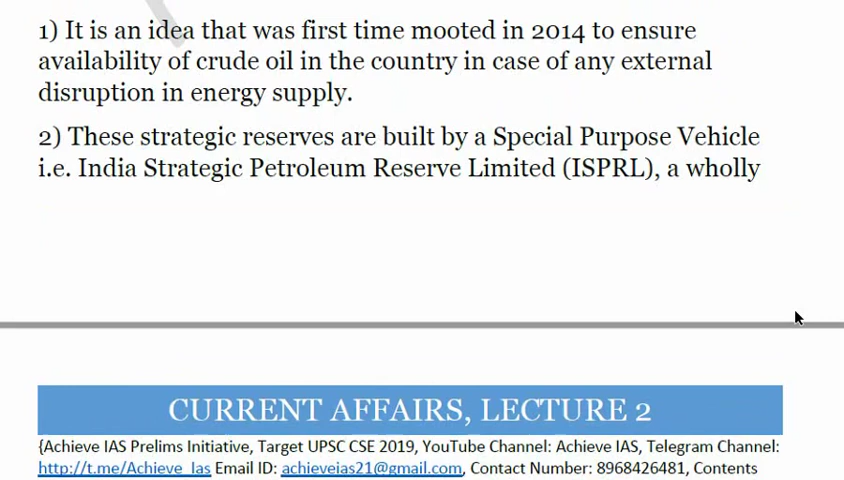 1) It is an idea that was first time mooted in 2014 to ensure
availability of crude oil in the country in case of any external
disruption in energy supply.
2) These strategic reserves are built by a Special Purpose Vehicle
i.e. India Strategic Petroleum Reserve Limited (ISPRL), a wholly
CURRENT AFFAIRS, LECTURE 2
{Achieve IAS Prelims Initiative, Target UPSC CSE 2019, YouTube Channel: Achieve IAS, Telegram Channel:
http://t.me/Achieve_Ias Email ID: achieveias21@gmail.com, Contact Number: 8968426481, Contents